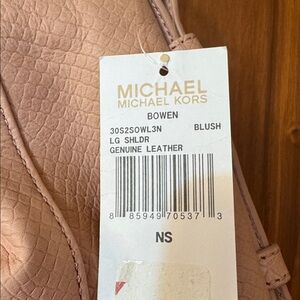 MICHAEL
MICHAEL KORS
BOWEN
30S2SOWL3N BLUSH
LG SHLDR
GENUINE LEATHER
8 85949 70537 3
NS